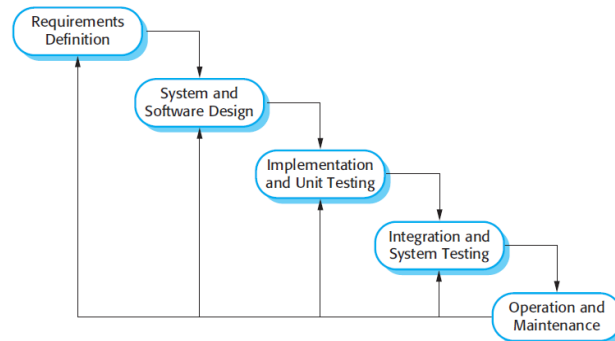 Requirements
Definition
System and
Software Design
Implementation
and Unit Testing
Integration and
System Testing
Operation and
Maintenance